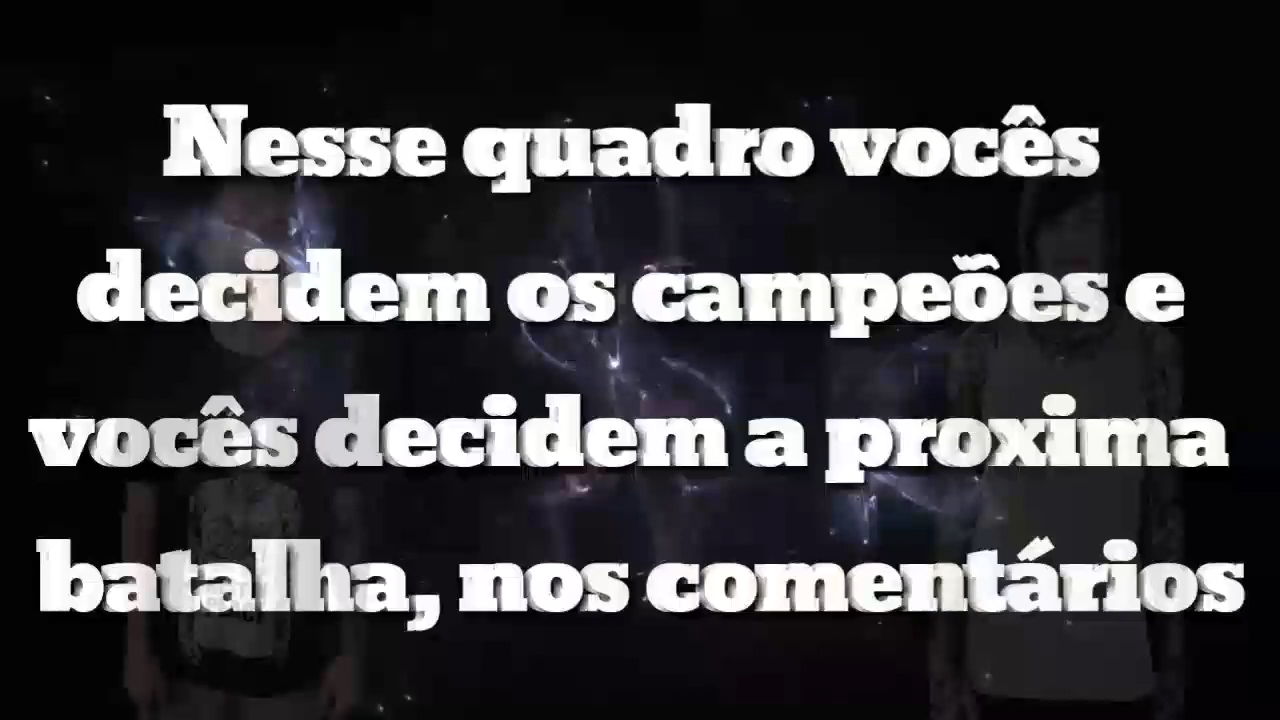 Nesse quadro vocês
decidem os campeões e
vocês decidem a proxima
batalha, nos comentários